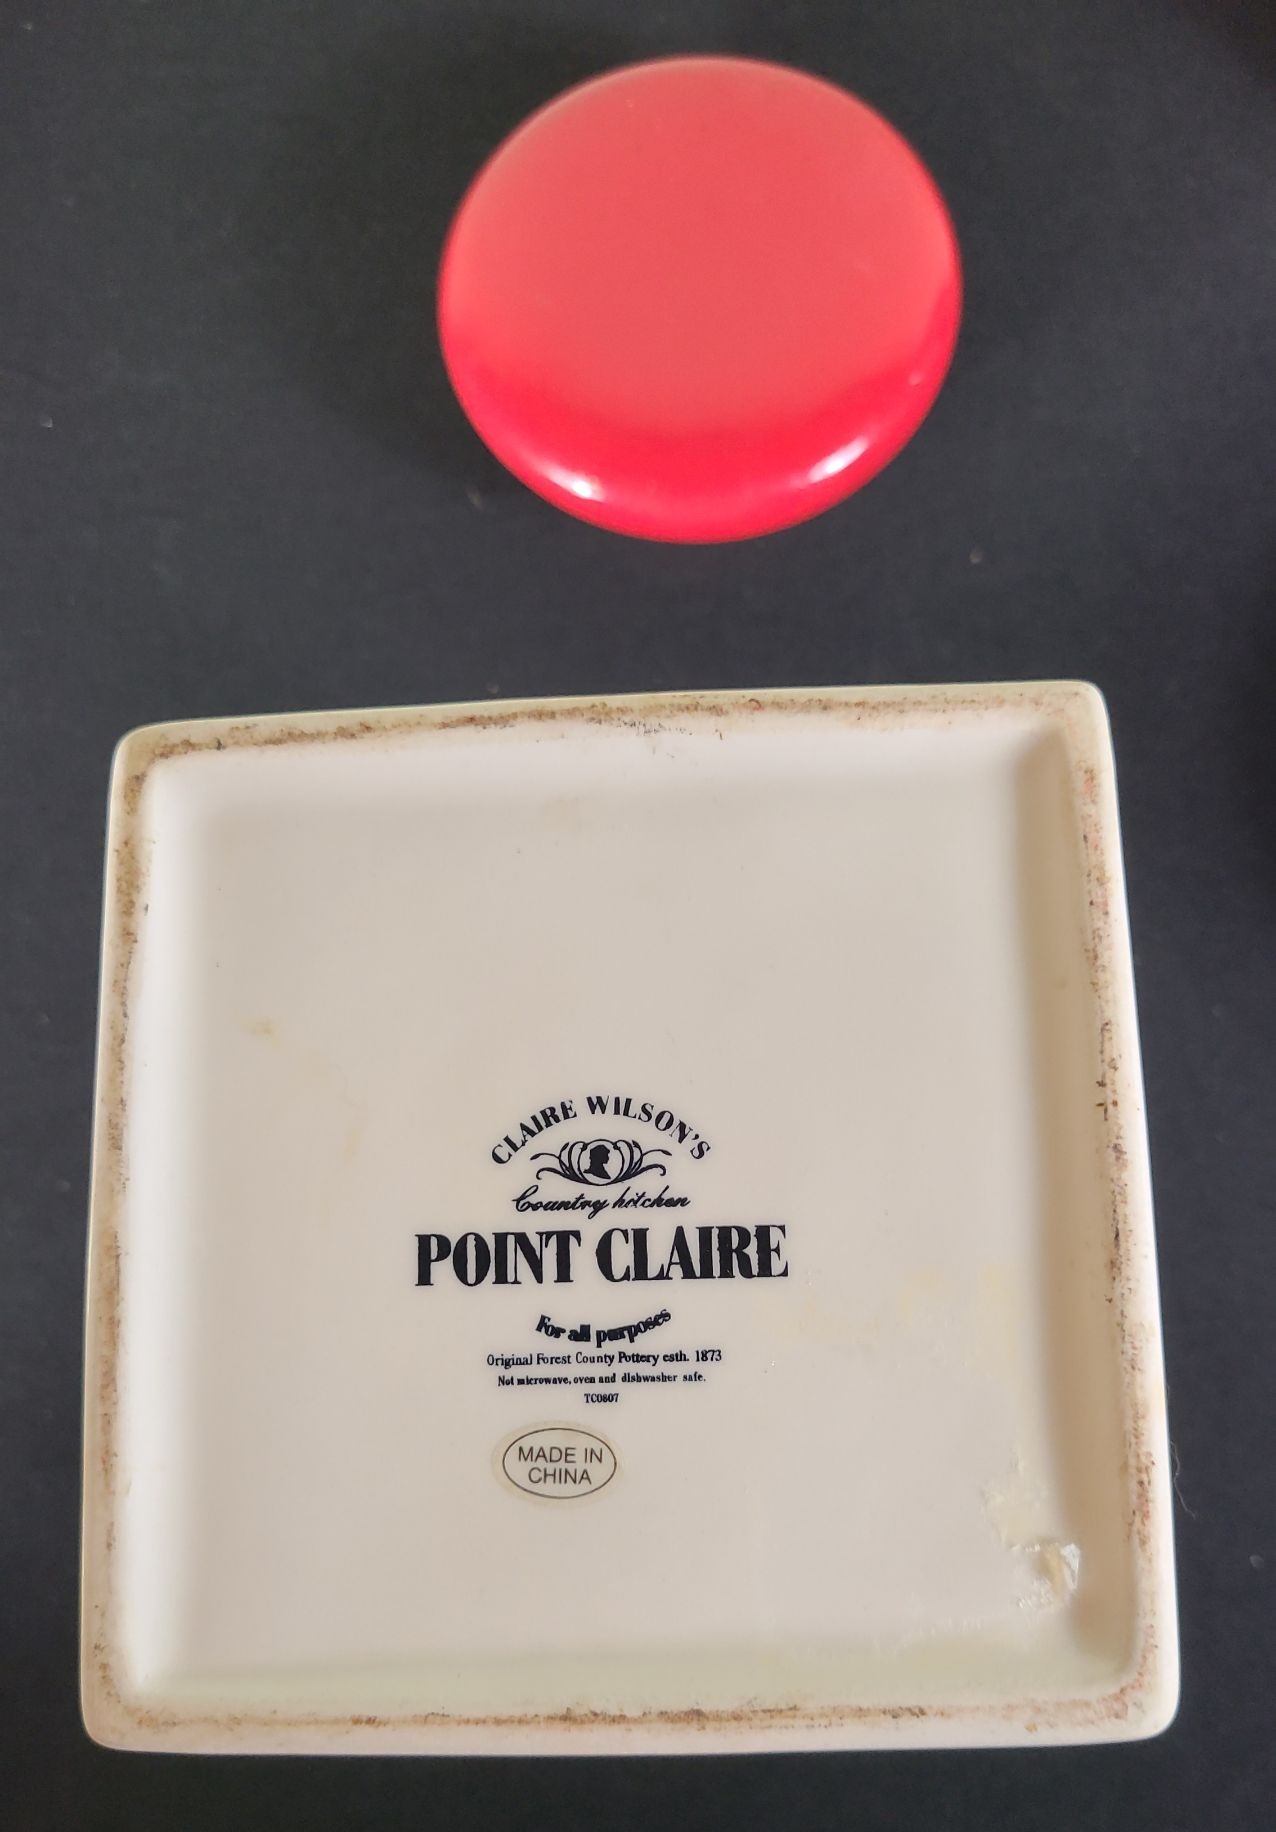 CLAIRE WILSON'S
Country kitchen
POINT CLAIRE
For all purposes
Original Forest County Pottery esth. 1873
Not microwave, oven and dishwasher safe.
TC0807
MADE IN
CHINA